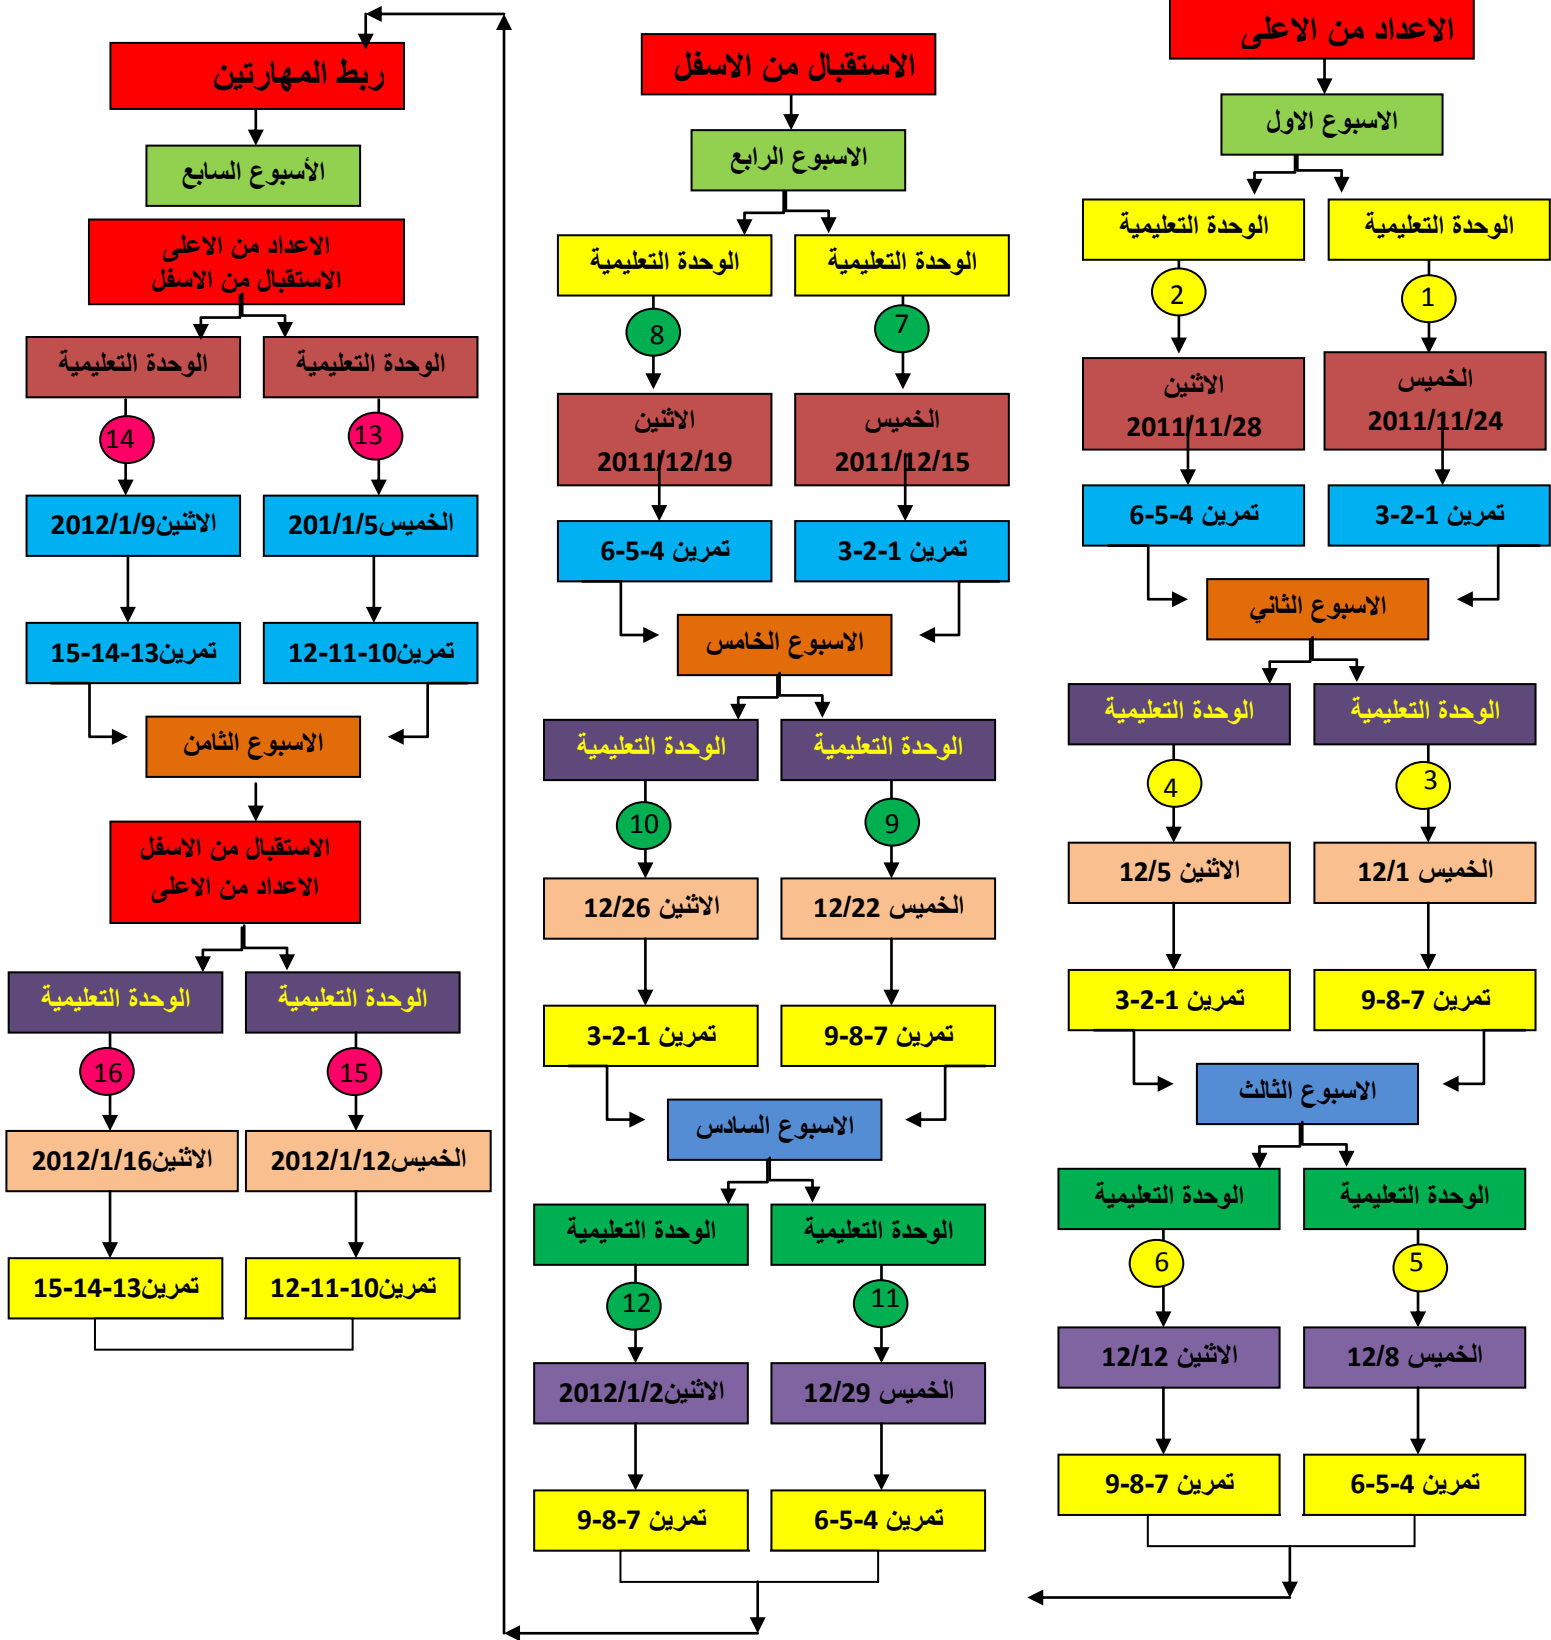 الاعداد من الاعلى
الاسبوع الاول
الوحدة التعليمية
الوحدة التعليمية
1
2
الخميس
2011/11/24
الاثنين
2011/11/28
تمرين 1-2-3
تمرين 4-5-6
الاسبوع الثاني
الوحدة التعليمية
الوحدة التعليمية
3
4
الخميس 12/1
الاثنين 12/5
تمرين 7-8-9
تمرين 1-2-3
الاسبوع الثالث
الوحدة التعليمية
الوحدة التعليمية
5
6
الخميس 12/8
الاثنين 12/12
تمرين 4-5-6
تمرين 7-8-9
الاستقبال من الاسفل
الاسبوع الرابع
الوحدة التعليمية
الوحدة التعليمية
7
8
الخميس
2011/12/15
الاثنين
2011/12/19
تمرين 1-2-3
تمرين 4-5-6
الاسبوع الخامس
الوحدة التعليمية
الوحدة التعليمية
9
10
الخميس 12/22
الاثنين 12/26
تمرين 7-8-9
تمرين 1-2-3
الاسبوع السادس
الوحدة التعليمية
الوحدة التعليمية
11
12
الخميس 12/29
الاثنين2012/1/2
تمرين 4-5-6
تمرين 7-8-9
ربط المهارتين
الأسبوع السابع
الاعداد من الاعلى
الاستقبال من الاسفل
الوحدة التعليمية
الوحدة التعليمية
13
14
الخميس201/1/5
الاثنين2012/1/9
تمرين10-11-12
تمرين13-14-15
الاسبوع الثامن
الاستقبال من الاسفل
الاعداد من الاعلى
الوحدة التعليمية
الوحدة التعليمية
15
16
الخميس2012/1/12
الاثنين2012/1/16
تمرين10-11-12
تمرين13-14-15